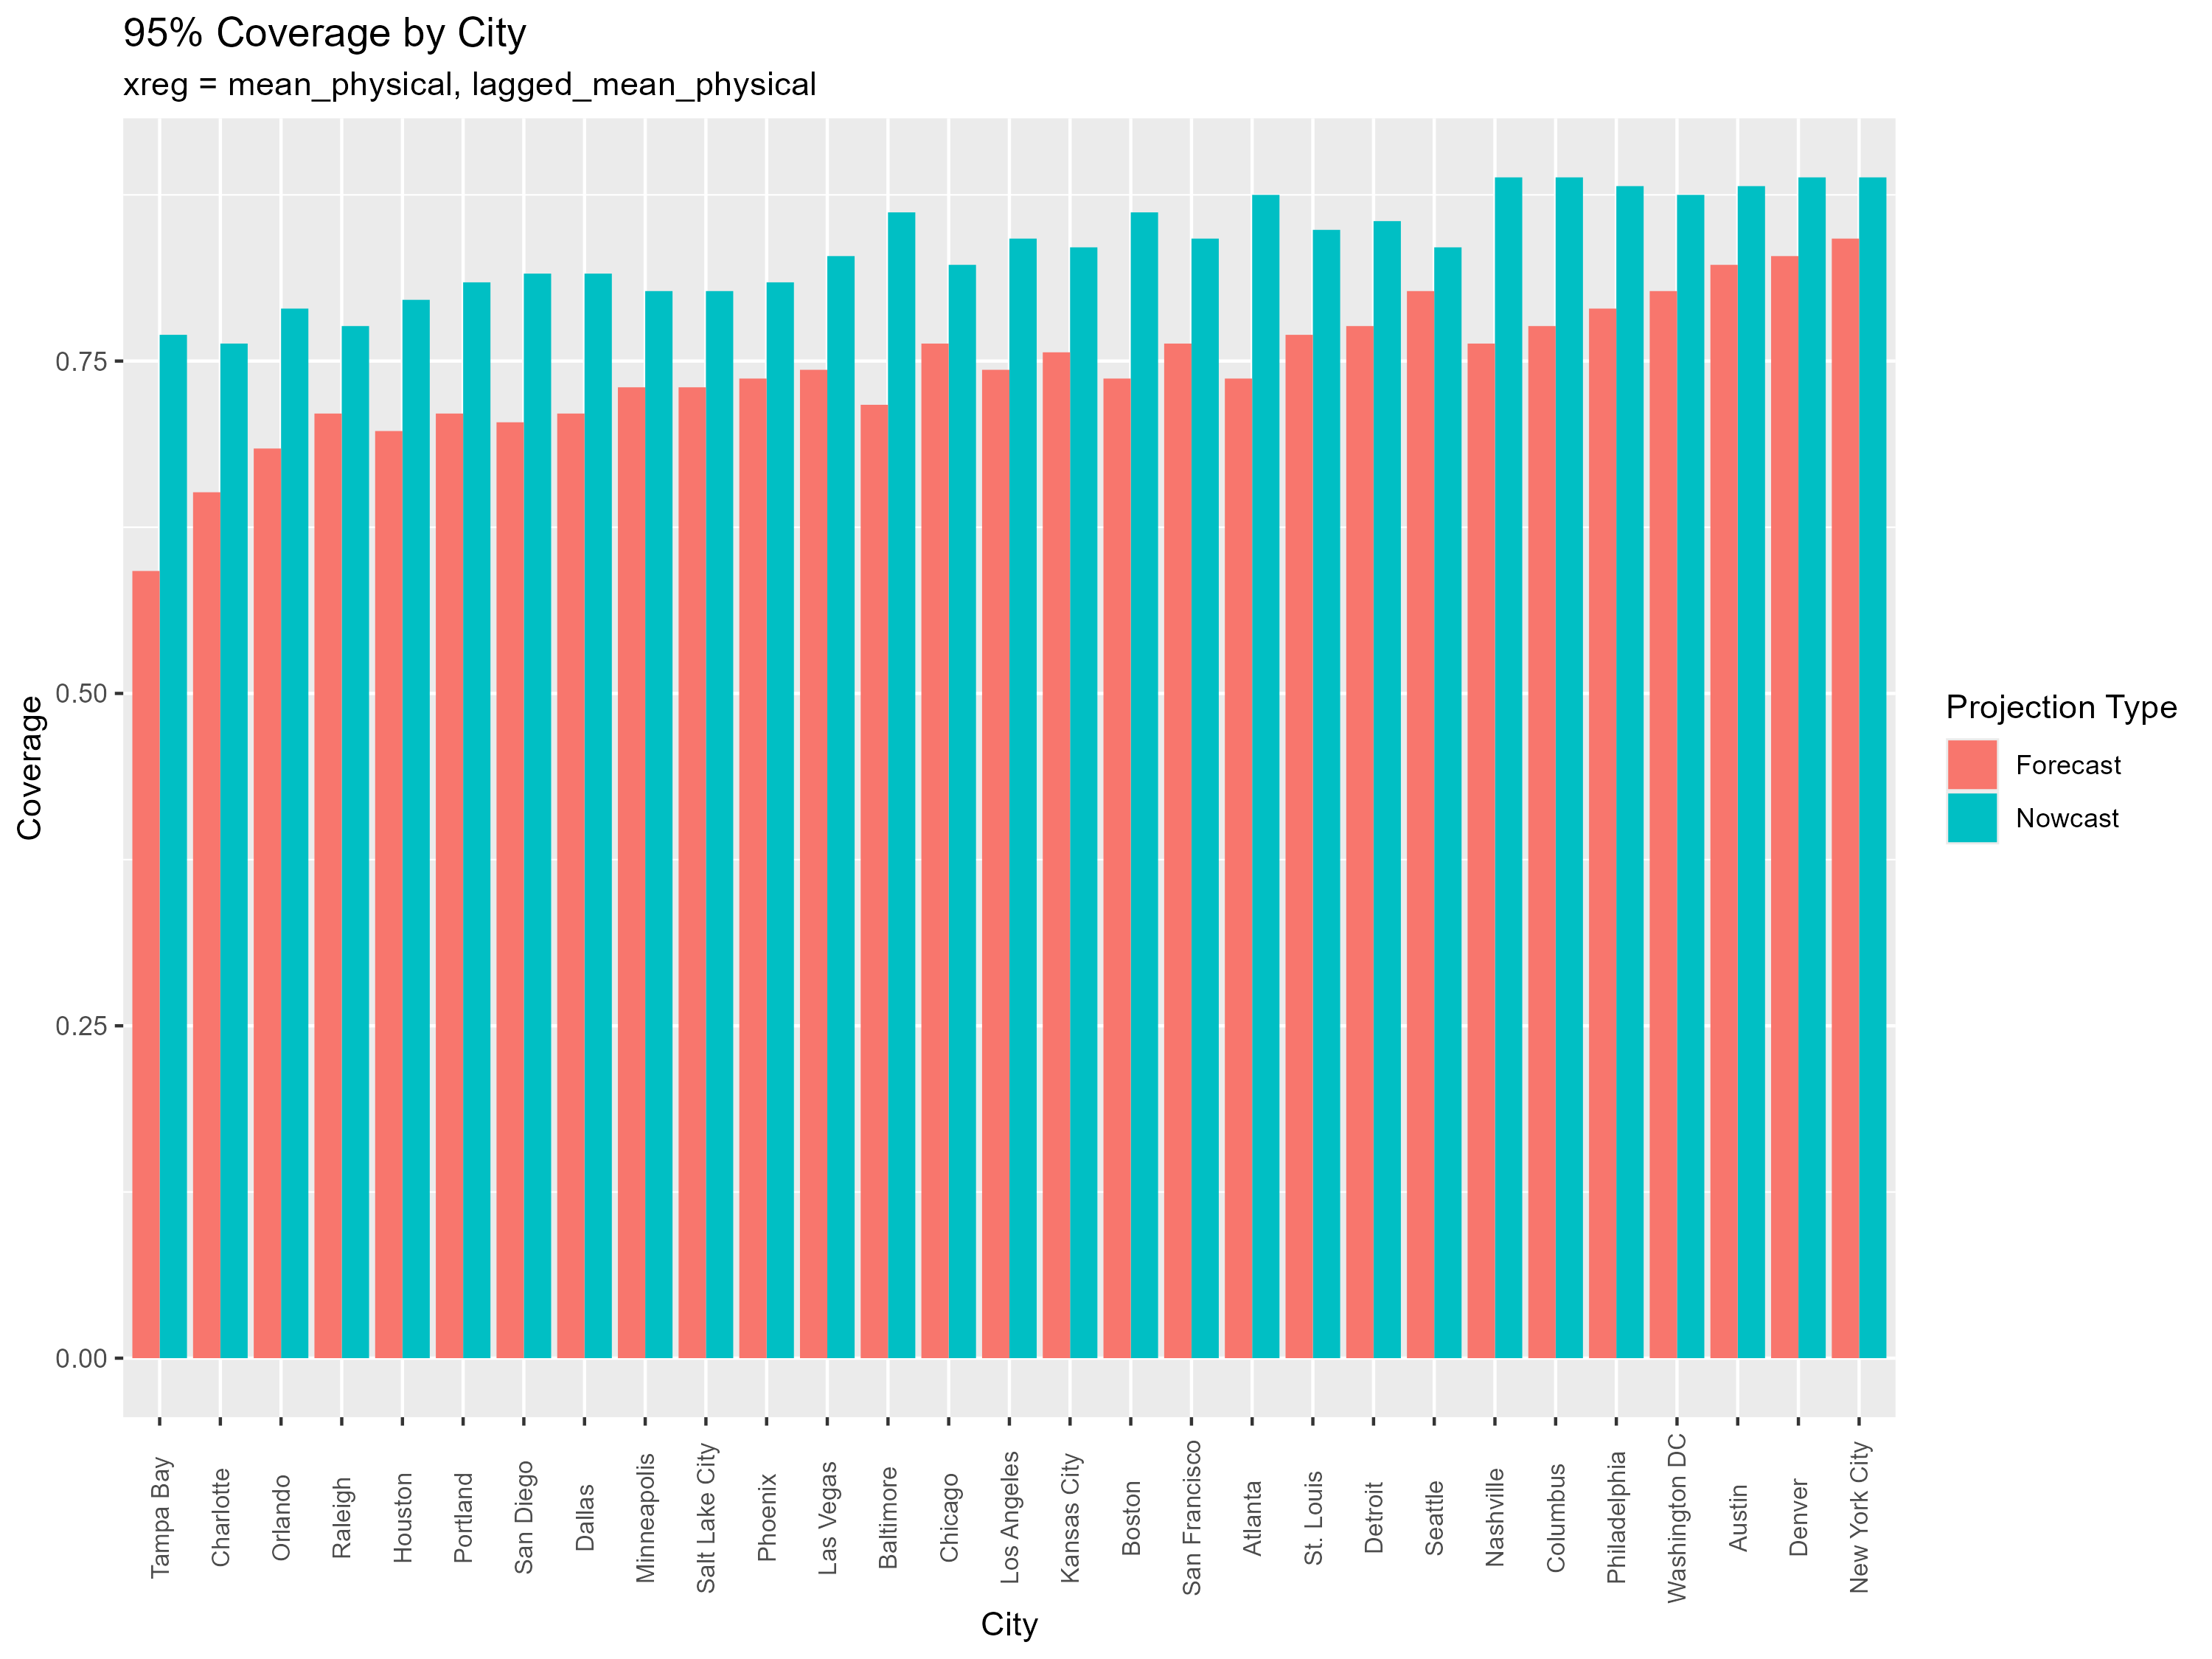 95% Coverage by City
xreg = mean_physical, lagged_mean_physical
Coverage
0.75
0.50
0.25
0.00
Tampa Bay
Charlotte
Orlando
Raleigh
Houston
Portland
San Diego
Dallas
Minneapolis
Salt Lake City
Phoenix
Las Vegas
Baltimore
Chicago
Los Angeles
Kansas City
Boston
San Francisco
Atlanta
St. Louis
Detroit
Seattle
Nashville
Columbus
Philadelphia
Washington DC
Austin
Denver
New York City
City
Projection Type
Forecast
Nowcast